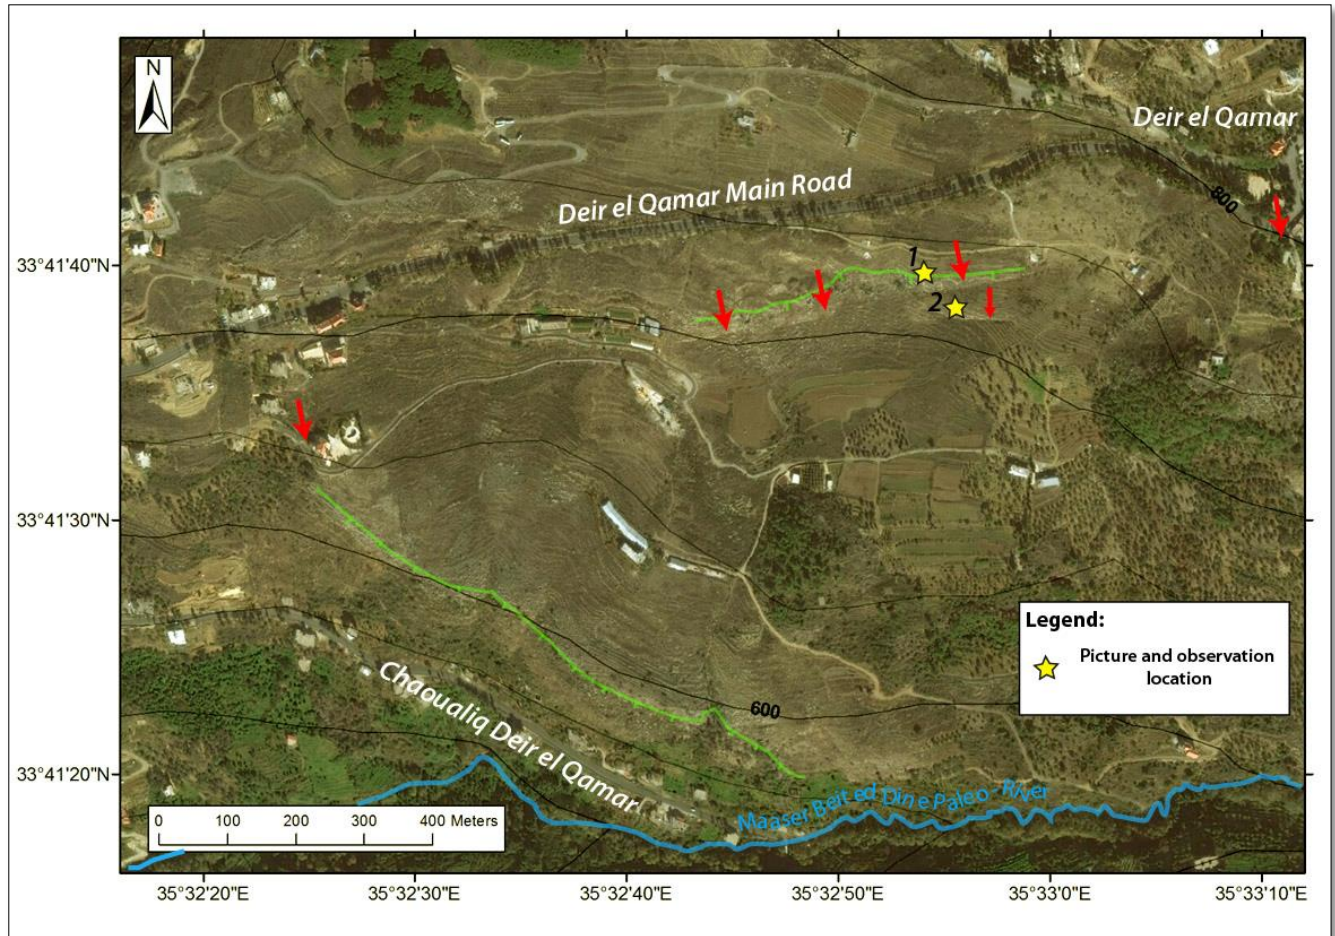 N
Deir el Qamar
Deir el Qamar Main Road
800
33°41'40"N
1
2
33°41'30"N
Legend:
Picture and observation
location
600
Chaoualiq Deir el Qamar
33°41'20"N
Maaser Beit ed Dine Paleo-River
0 100 200 300 400 Meters
35°32'20"E 35°32'30"E 35°32'40"E 35°32'50"E 35°33'0"E 35°33'10"E